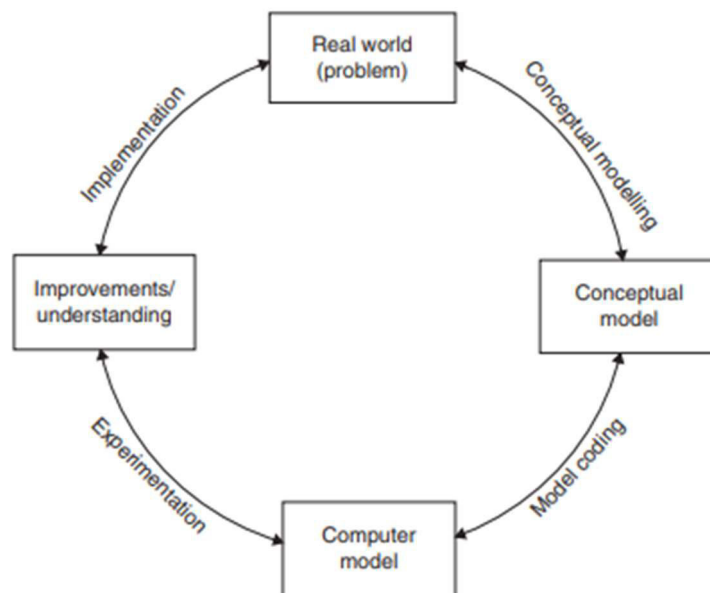 Real world
(problem)
Implementation
Conceptual modelling
Improvements/
understanding
Conceptual
model
Experimentation
Model coding
Computer
model